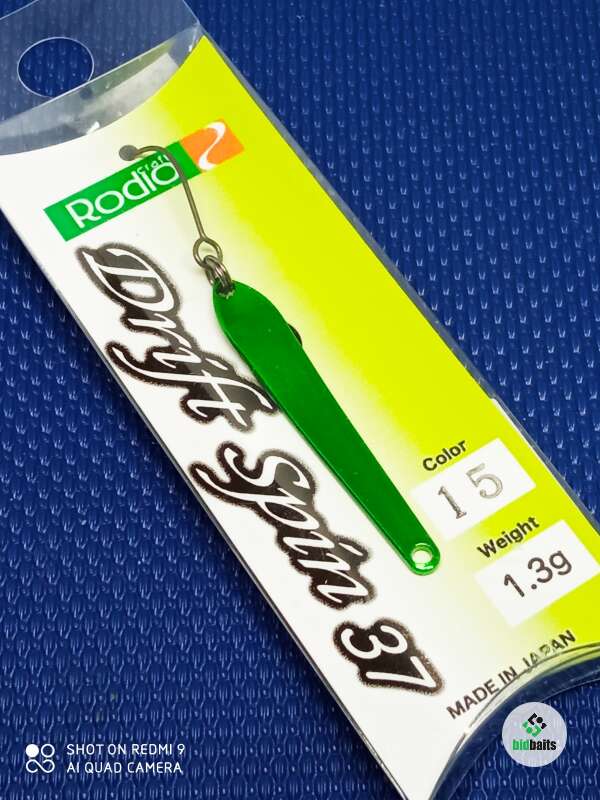 Rodio
craft
Drift Spin 37
Color
15
Weight
1.3g
MADE IN JAPAN
bidbaits
SHOT ON REDMI 9
AI QUAD CAMERA